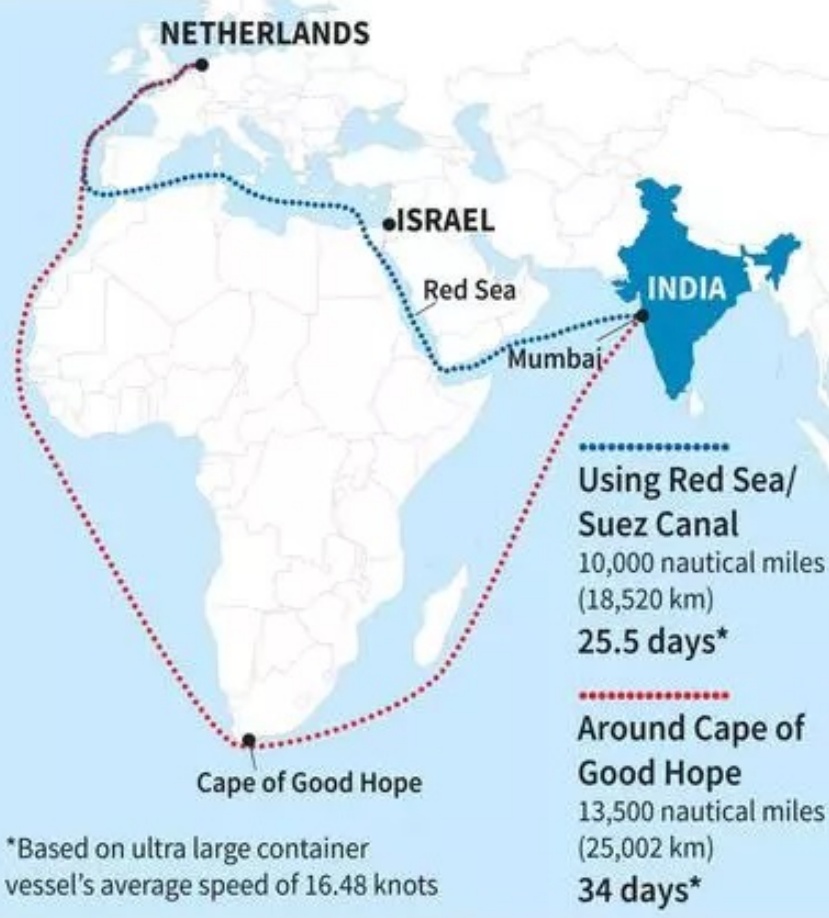 NETHERLANDS
ISRAEL
Red Sea
INDIA
Mumbai
Using Red Sea/
Suez Canal
10,000 nautical miles
(18,520 km)
25.5 days*
Around Cape of
Good Hope
13,500 nautical miles
(25,002 km)
34 days*
Cape of Good Hope
*Based on ultra large container
vessel's average speed of 16.48 knots